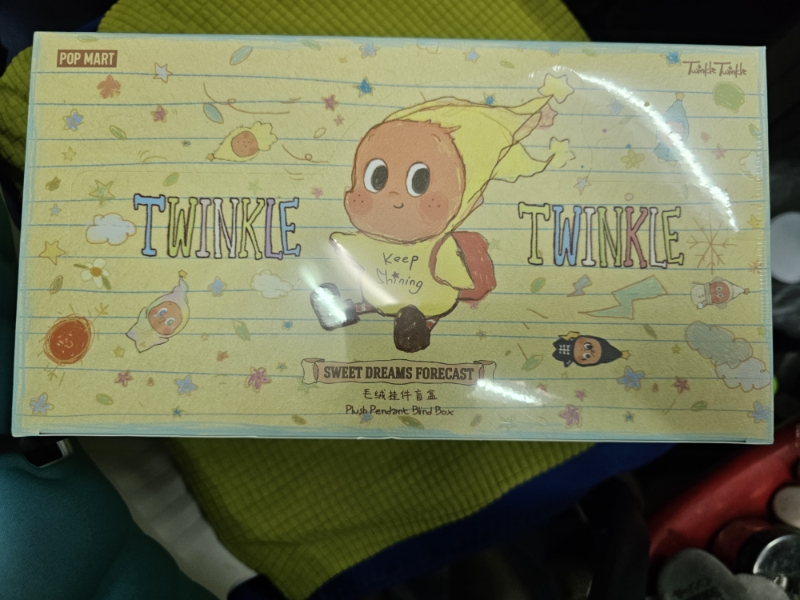 POP MART
Twinkle Twinkle
TWINKLE TWINKLE
Keep
Shining
SWEET DREAMS FORECAST
毛绒挂件盲盒
Plush Pendant Blind Box